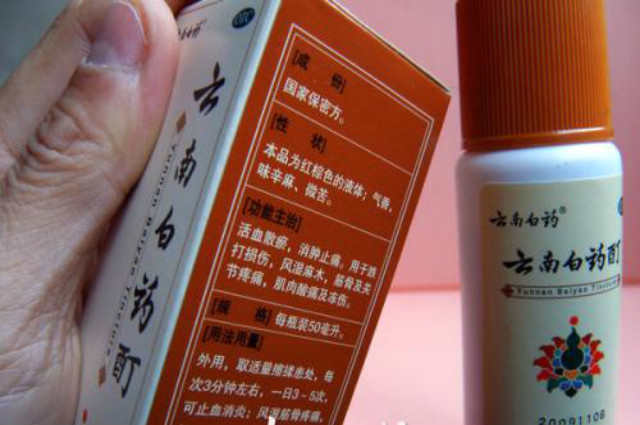 云南白药
OTC
云南白药酊
Yunnan Baiyao Tincture
[成 份]
国家保密方。
[性 状]
本品为红棕色的液体；气香，
味辛麻、微苦。
[功能主治]
活血散瘀，消肿止痛。用于跌
打损伤，风湿麻木，筋骨及关
节疼痛，肌肉酸痛及冻伤。
[规 格] 每瓶装50毫升。
[用法用量]
外用，取适量擦揉患处，每
次3分钟左右，一日3－5次，
可止血消炎；风湿筋骨疼痛，
云南白药®
云南白药酊
Yunnan Baiyao Tincture
20091108